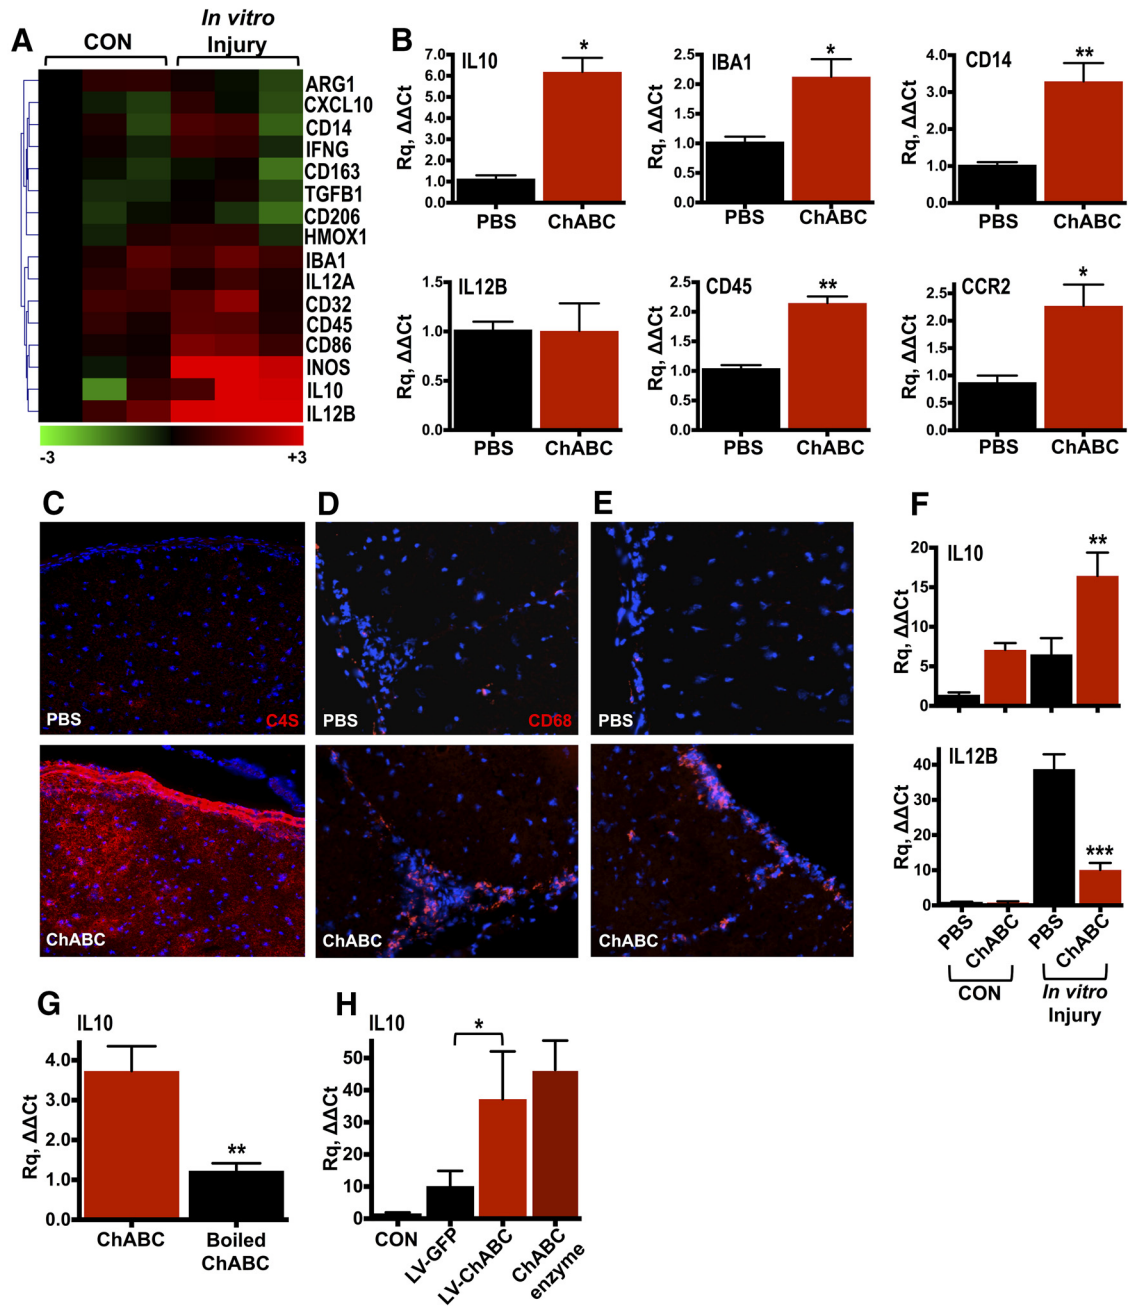 A
CON
In vitro
Injury
ARG1
CXCL10
CD14
IFNG
CD163
TGFB1
CD206
HMOX1
IBA1
IL12A
CD32
CD45
CD86
INOS
IL10
IL12B
-3
+3
B
IL10
*
Rq, ΔΔCt
7.0
6.0
5.0
4.0
3.0
2.0
1.0
0.0
PBS
ChABC
IBA1
*
Rq, ΔΔCt
2.5
2.0
1.5
1.0
0.5
0.0
PBS
ChABC
CD14
**
Rq, ΔΔCt
4.0
3.0
2.0
1.0
0.0
PBS
ChABC
IL12B
Rq, ΔΔCt
1.5
1.0
0.5
0.0
PBS
ChABC
CD45
**
Rq, ΔΔCt
2.5
2.0
1.5
1.0
0.5
0.0
PBS
ChABC
CCR2
*
Rq, ΔΔCt
2.5
2.0
1.5
1.0
0.5
0.0
PBS
ChABC
C
PBS
C4S
ChABC
D
PBS
CD68
ChABC
E
PBS
ChABC
F
IL10
**
Rq, ΔΔCt
20
15
10
5
0
IL12B
***
Rq, ΔΔCt
40
30
20
10
0
PBS
ChABC
PBS
ChABC
CON
In vitro
Injury
G
IL10
**
Rq, ΔΔCt
4.0
3.0
2.0
1.0
0.0
ChABC
Boiled
ChABC
H
IL10
*
Rq, ΔΔCt
50
40
30
20
10
0
CON
LV-GFP
LV-ChABC
ChABC
enzyme